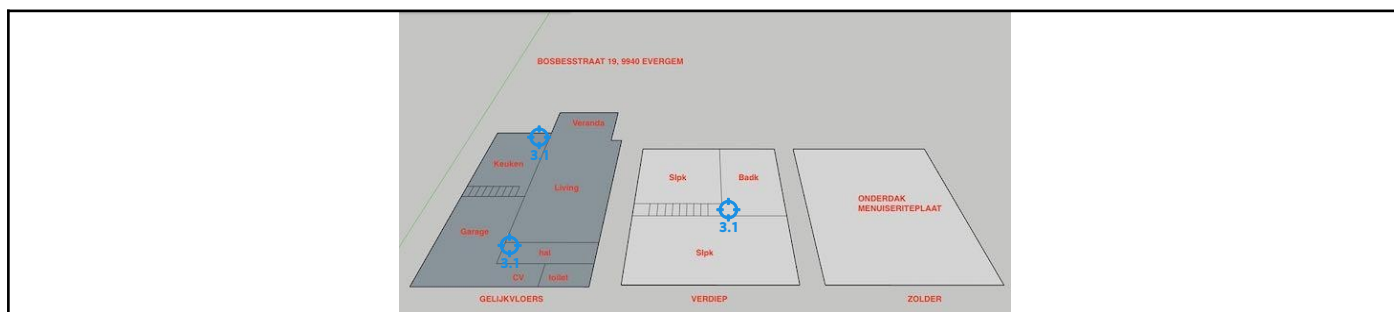 BOSBESSTRAAT 19, 9940 EVERGEM
Veranda
3.1
Keuken
Living
Garage
hal
3.1
CV
toilet
GELIJKVLOERS
Slpk
Badk
3.1
Slpk
VERDIEP
ONDERDAK
MENUISERITEPLAAT
ZOLDER